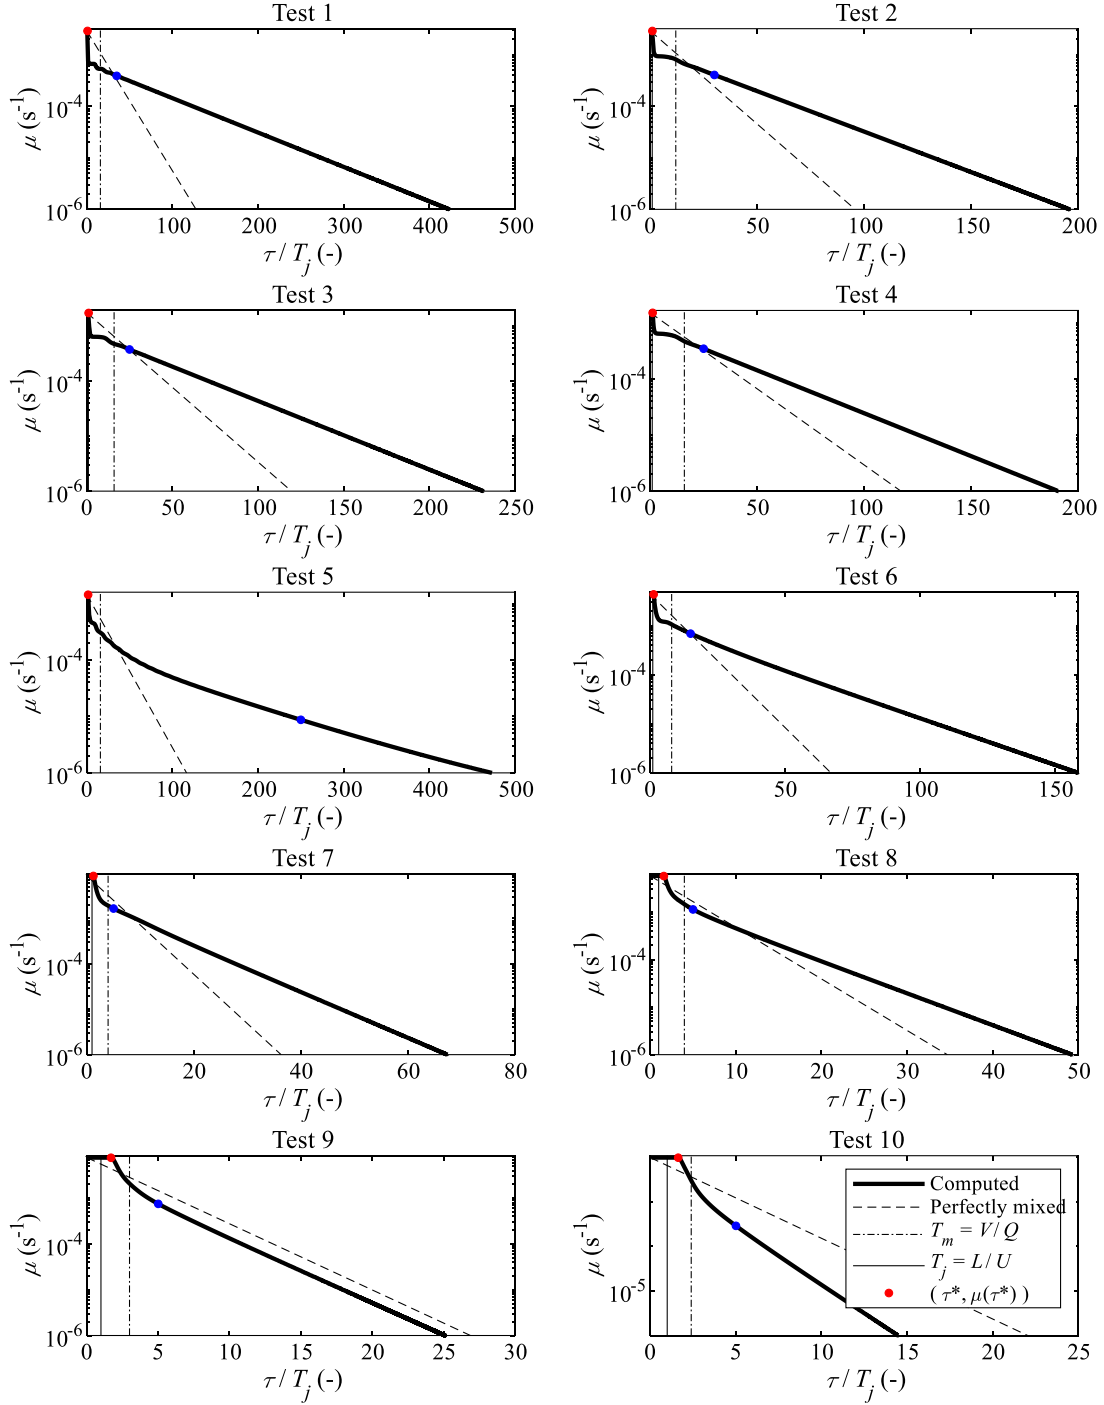 Test 1
μ (s⁻¹)
10⁻⁴
10⁻⁶
0 100 200 300 400 500
τ / T_j (-)
Test 2
μ (s⁻¹)
10⁻⁴
10⁻⁶
0 50 100 150 200
τ / T_j (-)
Test 3
μ (s⁻¹)
10⁻⁴
10⁻⁶
0 50 100 150 200 250
τ / T_j (-)
Test 4
μ (s⁻¹)
10⁻⁴
10⁻⁶
0 50 100 150 200
τ / T_j (-)
Test 5
μ (s⁻¹)
10⁻⁴
10⁻⁶
0 100 200 300 400 500
τ / T_j (-)
Test 6
μ (s⁻¹)
10⁻⁴
10⁻⁶
0 50 100 150
τ / T_j (-)
Test 7
μ (s⁻¹)
10⁻⁴
10⁻⁶
0 20 40 60 80
τ / T_j (-)
Test 8
μ (s⁻¹)
10⁻⁴
10⁻⁶
0 10 20 30 40 50
τ / T_j (-)
Test 9
μ (s⁻¹)
10⁻⁴
10⁻⁶
0 5 10 15 20 25 30
τ / T_j (-)
Test 10
μ (s⁻¹)
10⁻⁵
0 5 10 15 20 25
τ / T_j (-)
Computed
Perfectly mixed
T_m = V/Q
T_j = L/U
(τ*, μ(τ*))